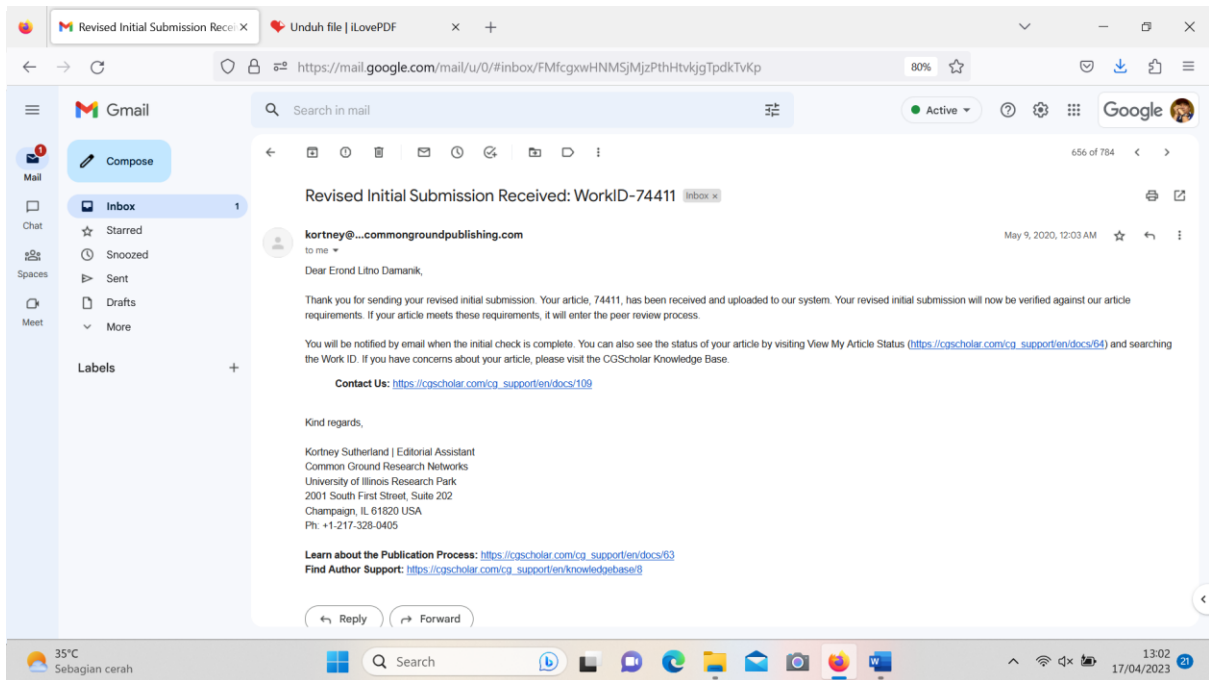 Revised Initial Submission Recei
Unduh file | iLovePDF
https://mail.google.com/mail/u/0/#inbox/FMfcgxwHNMSjMjzPthHtvkjgTpdkTvKp
80%
Gmail
Search in mail
Active
Google
Mail
Chat
Spaces
Meet
Compose
Inbox 1
Starred
Snoozed
Sent
Drafts
More
Labels
656 of 784
Revised Initial Submission Received: WorkID-74411 Inbox x
kortney@...commongroundpublishing.com May 9, 2020, 12:03 AM
to me
Dear Erond Litno Damanik,
Thank you for sending your revised initial submission. Your article, 74411, has been received and uploaded to our system. Your revised initial submission will now be verified against our article
requirements. If your article meets these requirements, it will enter the peer review process.
You will be notified by email when the initial check is complete. You can also see the status of your article by visiting View My Article Status (https://cgscholar.com/cg_support/en/docs/64) and searching
the Work ID. If you have concerns about your article, please visit the CGScholar Knowledge Base.
Contact Us: https://cgscholar.com/cg_support/en/docs/109
Kind regards,
Kortney Sutherland | Editorial Assistant
Common Ground Research Networks
University of Illinois Research Park
2001 South First Street, Suite 202
Champaign, IL 61820 USA
Ph: +1-217-328-0405
Learn about the Publication Process: https://cgscholar.com/cg_support/en/docs/63
Find Author Support: https://cgscholar.com/cg_support/en/knowledgebase/8
Reply
Forward
35°C
Sebagian cerah
Search
13:02
17/04/2023
21